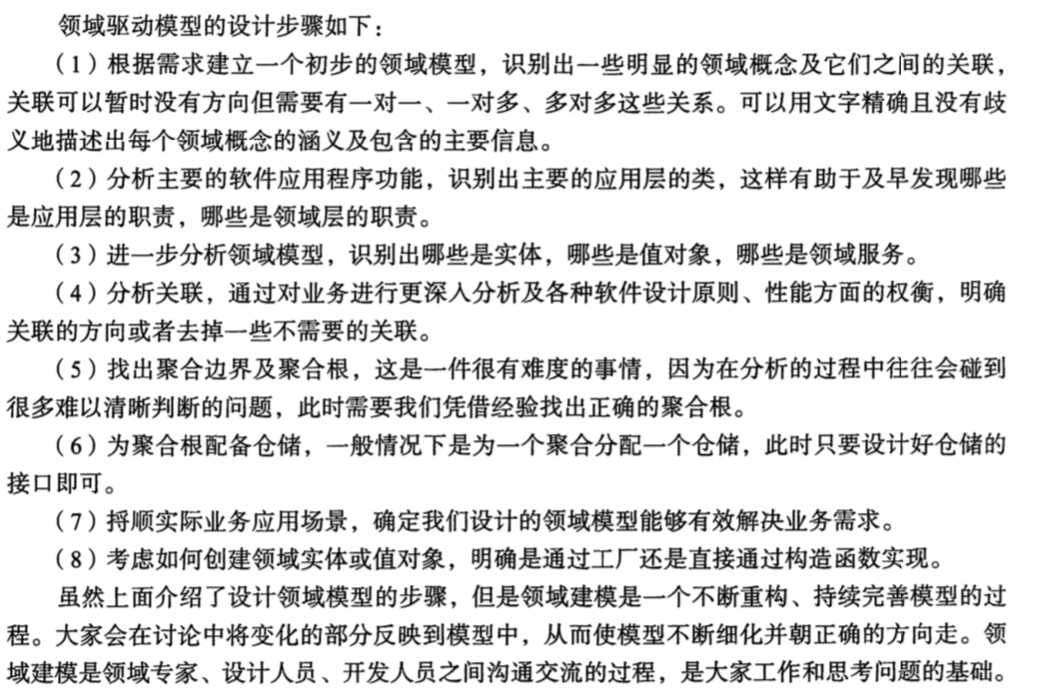 领域驱动模型的设计步骤如下：
（1）根据需求建立一个初步的领域模型，识别出一些明显的领域概念及它们之间的关联，
关联可以暂时没有方向但需要有一对一、一对多、多对多这些关系。可以用文字精确且没有歧
义地描述出每个领域概念的涵义及包含的主要信息。
（2）分析主要的软件应用程序功能，识别出主要的应用层的类，这样有助于及早发现哪些
是应用层的职责，哪些是领域层的职责。
（3）进一步分析领域模型，识别出哪些是实体，哪些是值对象，哪些是领域服务。
（4）分析关联，通过对业务进行更深入分析及各种软件设计原则、性能方面的权衡，明确
关联的方向或者去掉一些不需要的关联。
（5）找出聚合边界及聚合根，这是一件很有难度的事情，因为在分析的过程中往往会碰到
很多难以清晰判断的问题，此时需要我们凭借经验找出正确的聚合根。
（6）为聚合根配备仓储，一般情况下是为一个聚合分配一个仓储，此时只要设计好仓储的
接口即可。
（7）捋顺实际业务应用场景，确定我们设计的领域模型能够有效解决业务需求。
（8）考虑如何创建领域实体或值对象，明确是通过工厂还是直接通过构造函数实现。
虽然上面介绍了设计领域模型的步骤，但是领域建模是一个不断重构、持续完善模型的过
程。大家会在讨论中将变化的部分反映到模型中，从而使模型不断细化并朝正确的方向走。领
域建模是领域专家、设计人员、开发人员之间沟通交流的过程，是大家工作和思考问题的基础。